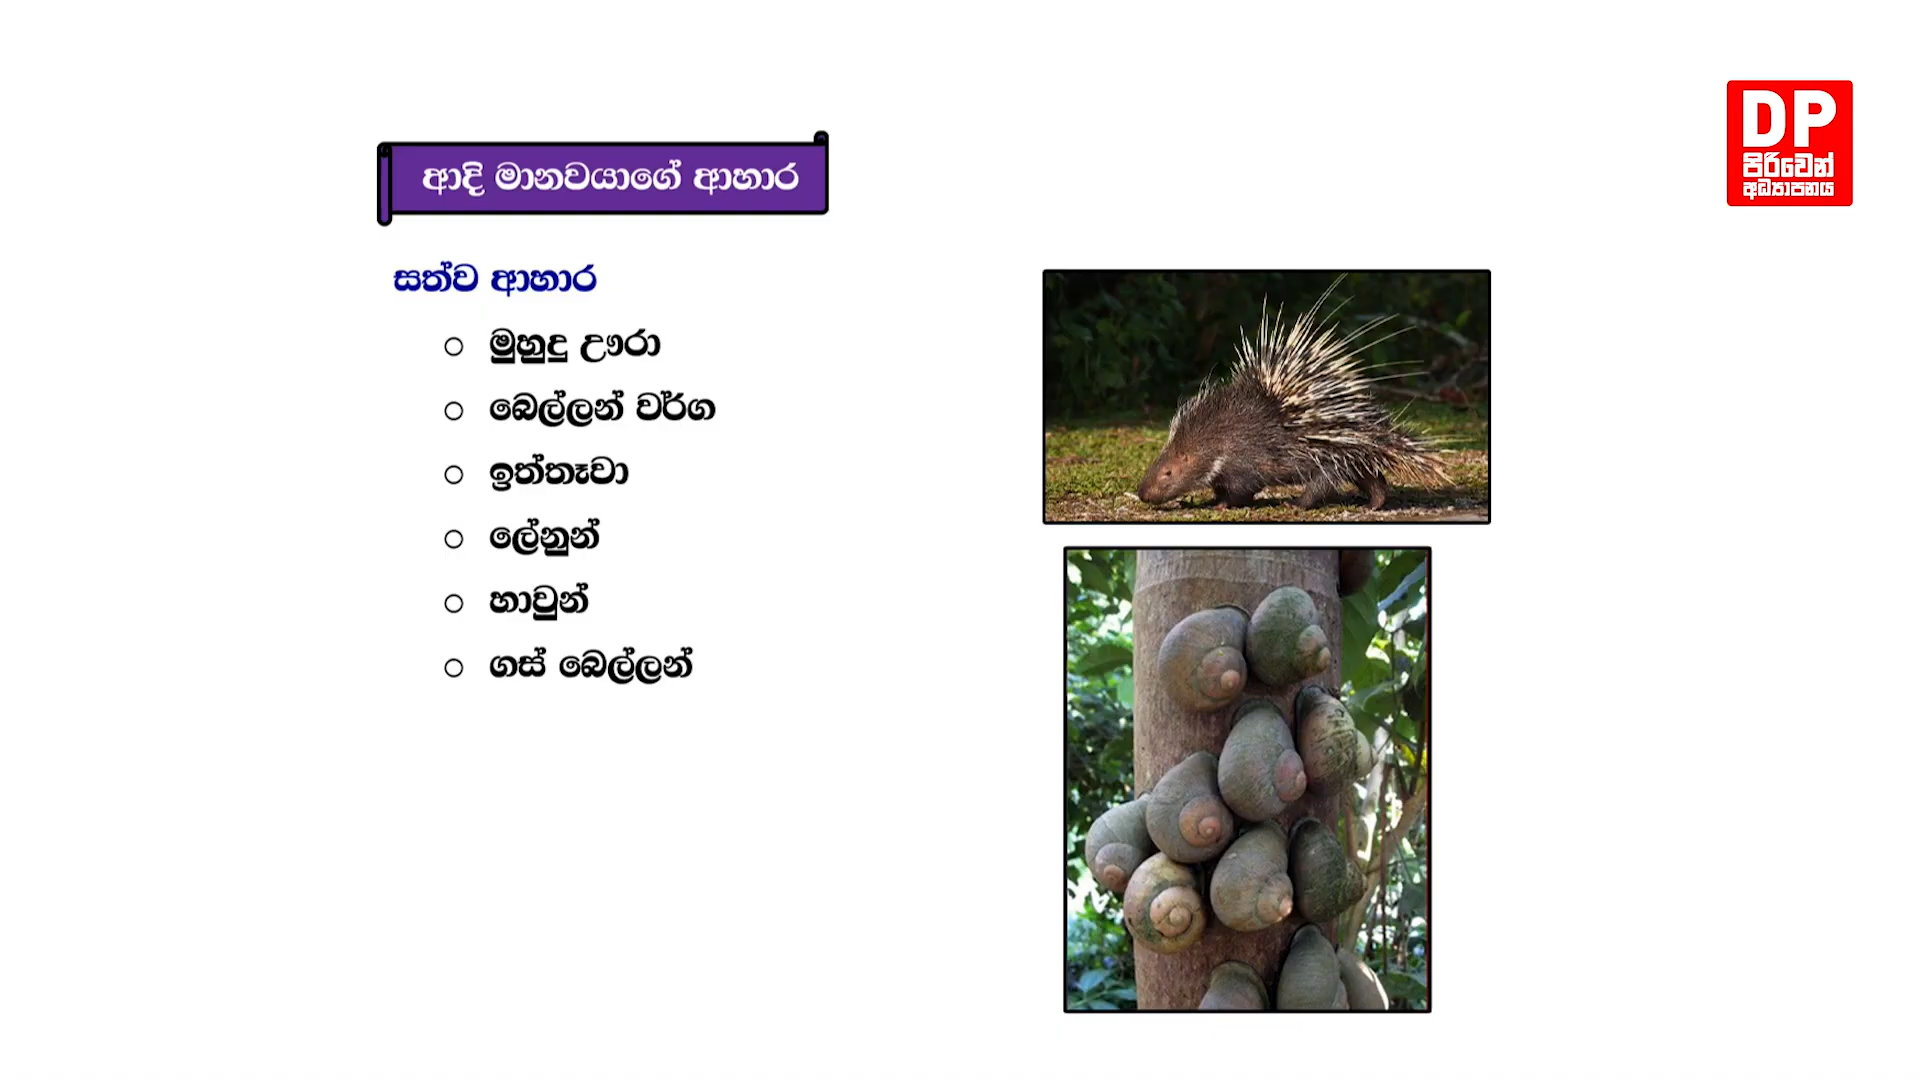 ආදි මානවයාගේ ආහාර
සත්ව ආහාර
මුහුදු ඌරා
බෙල්ලන් වර්ග
ඉත්තෑවා
ලේනුන්
හාවුන්
ගස් බෙල්ලන්
DP
පිරිවෙන්
අධ්‍යාපනය